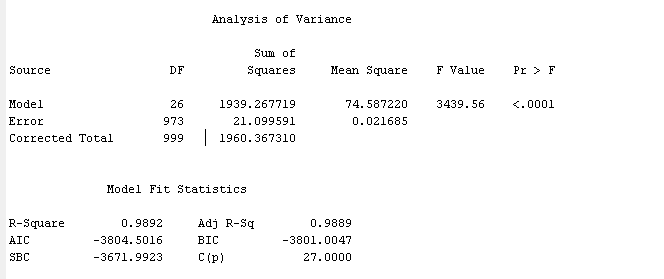 Analysis of Variance
Sum of
Source DF Squares Mean Square F Value Pr > F
Model 26 1939.267719 74.587220 3439.56 <.0001
Error 973 21.099591 0.021685
Corrected Total 999 1960.367310
Model Fit Statistics
R-Square 0.9892 Adj R-Sq 0.9889
AIC -3804.5016 BIC -3801.0047
SBC -3671.9923 C(p) 27.0000